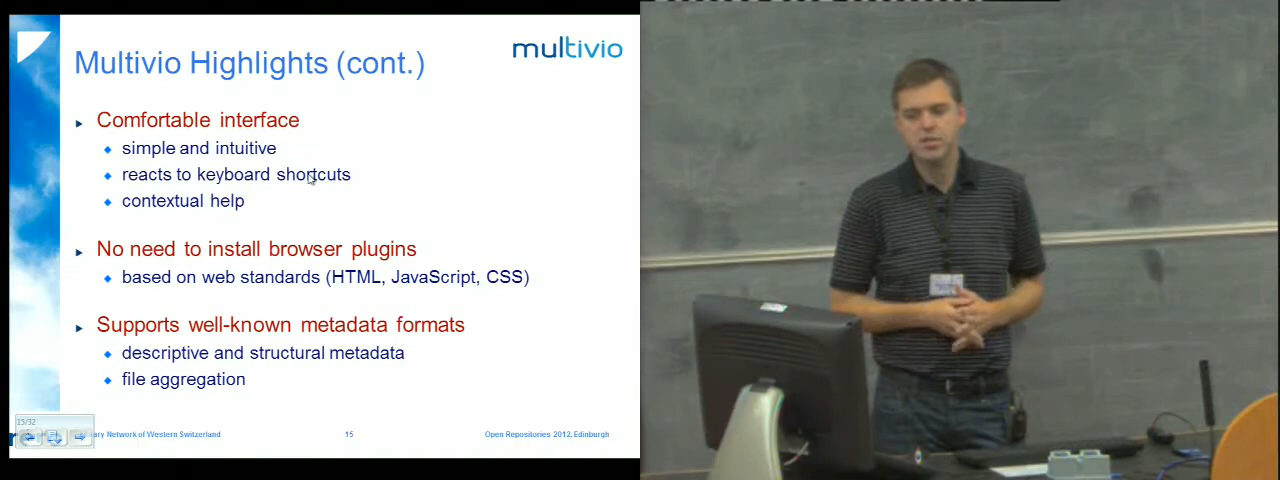 multivio
Multivio Highlights (cont.)
Comfortable interface
simple and intuitive
reacts to keyboard shortcuts
contextual help
No need to install browser plugins
based on web standards (HTML, JavaScript, CSS)
Supports well-known metadata formats
descriptive and structural metadata
file aggregation
15/32
Network of Western Switzerland
15
Open Repositories 2012, Edinburgh